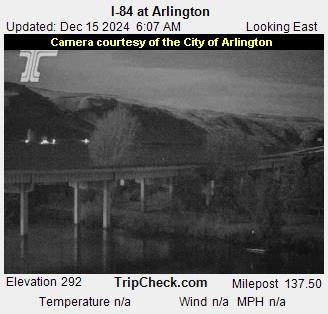 I-84 at Arlington
Updated: Dec 15 2024 6:07 AM Looking East
Camera courtesy of the City of Arlington
Elevation 292 TripCheck.com Milepost 137.50
Temperature n/a Wind n/a MPH n/a